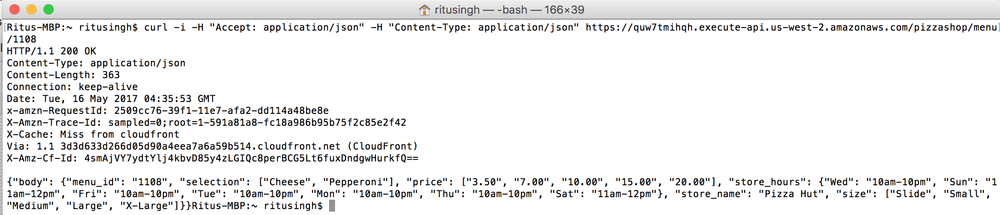 ritusingh — -bash — 166×39
Ritus-MBP:~ ritusingh$ curl -i -H "Accept: application/json" -H "Content-Type: application/json" https://quw7tmihqh.execute-api.us-west-2.amazonaws.com/pizzashop/menu
/1108
HTTP/1.1 200 OK
Content-Type: application/json
Content-Length: 363
Connection: keep-alive
Date: Tue, 16 May 2017 04:35:53 GMT
x-amzn-RequestId: 2509cc76-39f1-11e7-afa2-dd114a48be8e
X-Amzn-Trace-Id: sampled=0;root=1-591a81a8-fc18a986b95b75f2c85e2f42
X-Cache: Miss from cloudfront
Via: 1.1 3d3d633d266d05d90a4eea7a6a59b514.cloudfront.net (CloudFront)
X-Amz-Cf-Id: 4smAjVY7ydtYlj4kbvD85y4zLGIQc8perBCG5Lt6fuxDndgwHurkfQ==

{"body": {"menu_id": "1108", "selection": ["Cheese", "Pepperoni"], "price": ["3.50", "7.00", "10.00", "15.00", "20.00"], "store_hours": {"Wed": "10am-10pm", "Sun": "1
1am-12pm", "Fri": "10am-10pm", "Tue": "10am-10pm", "Mon": "10am-10pm", "Thu": "10am-10pm", "Sat": "11am-12pm"}, "store_name": "Pizza Hut", "size": ["Slide", "Small",
"Medium", "Large", "X-Large"]}}Ritus-MBP:~ ritusingh$